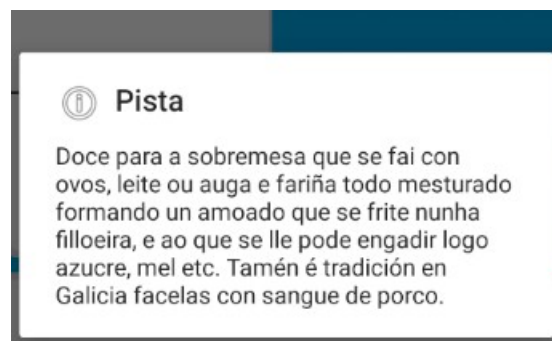 Pista
Doce para a sobremesa que se fai con
ovos, leite ou auga e fariña todo mesturado
formando un amoado que se frite nunha
filloeira, e ao que se lle pode engadir logo
azucre, mel etc. Tamén é tradición en
Galicia facelas con sangue de porco.